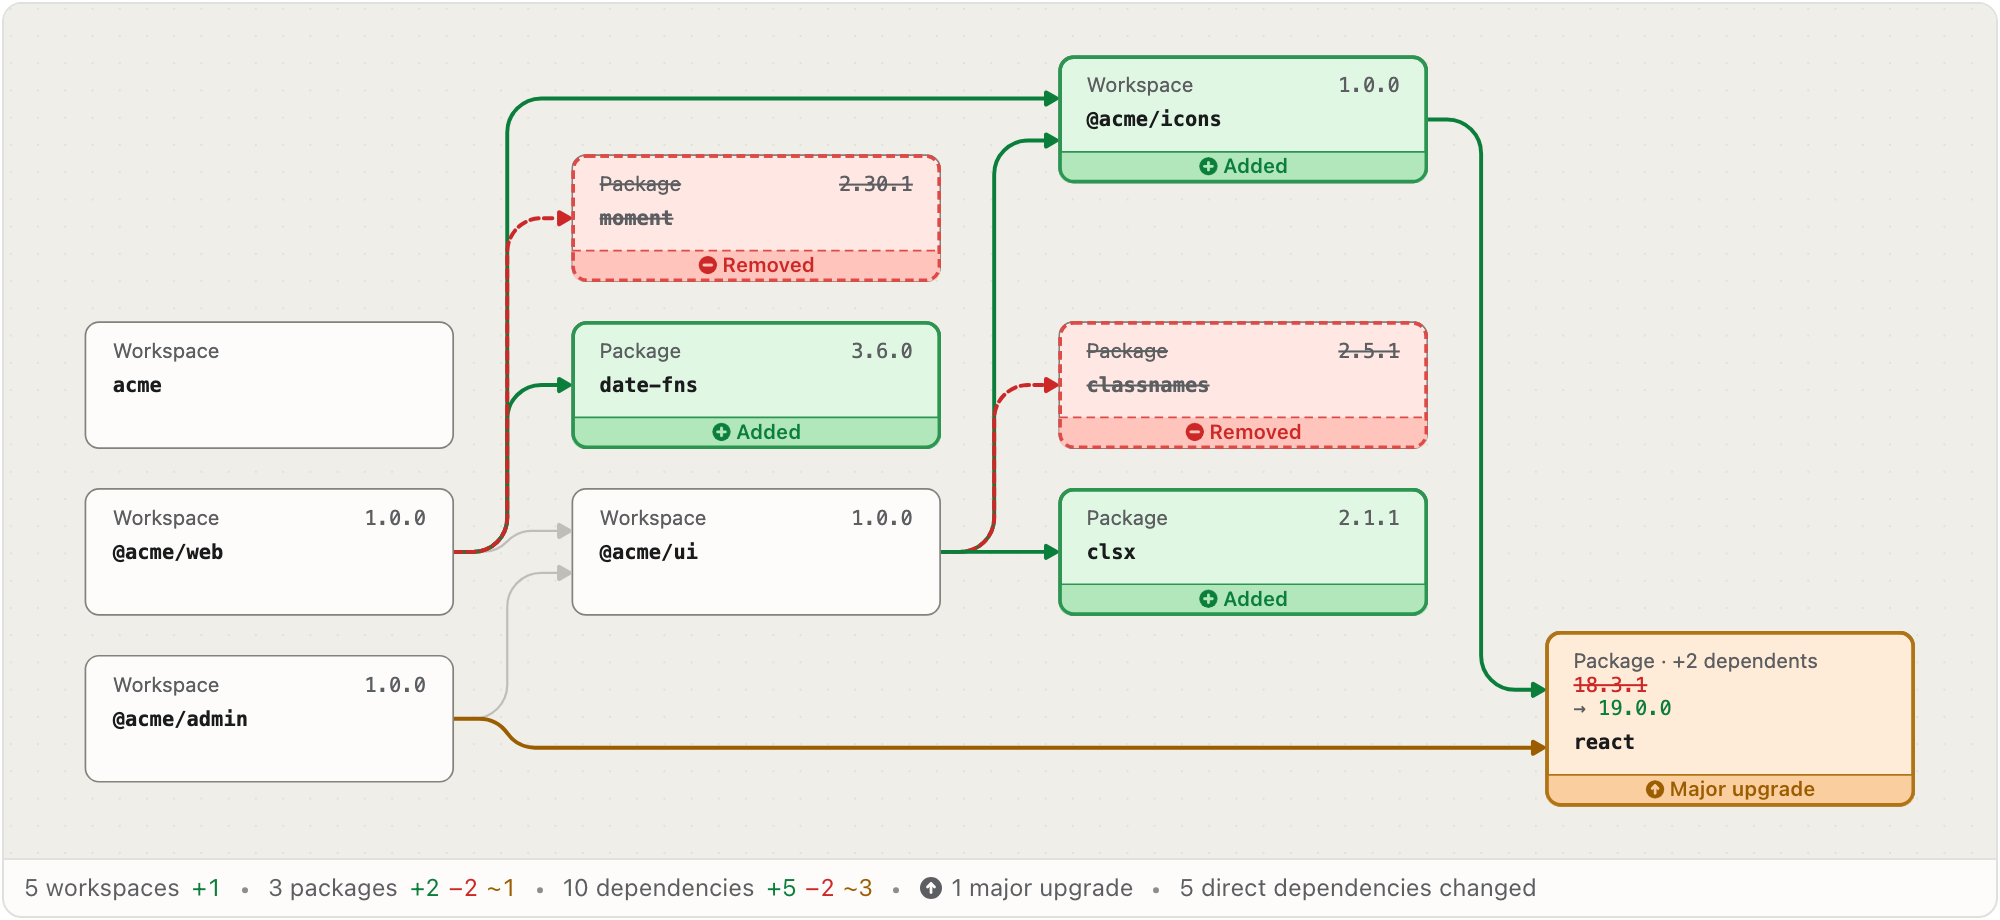 Workspace 1.0.0
@acme/icons
Added
Package 2.30.1
moment
Removed
Workspace
acme
Package 3.6.0
date-fns
Added
Package 2.5.1
classnames
Removed
Workspace 1.0.0
@acme/web
Workspace 1.0.0
@acme/ui
Package 2.1.1
clsx
Added
Workspace 1.0.0
@acme/admin
Package · +2 dependents
18.3.1
→ 19.0.0
react
Major upgrade
5 workspaces +1 • 3 packages +2 −2 ~1 • 10 dependencies +5 −2 ~3 • 1 major upgrade • 5 direct dependencies changed